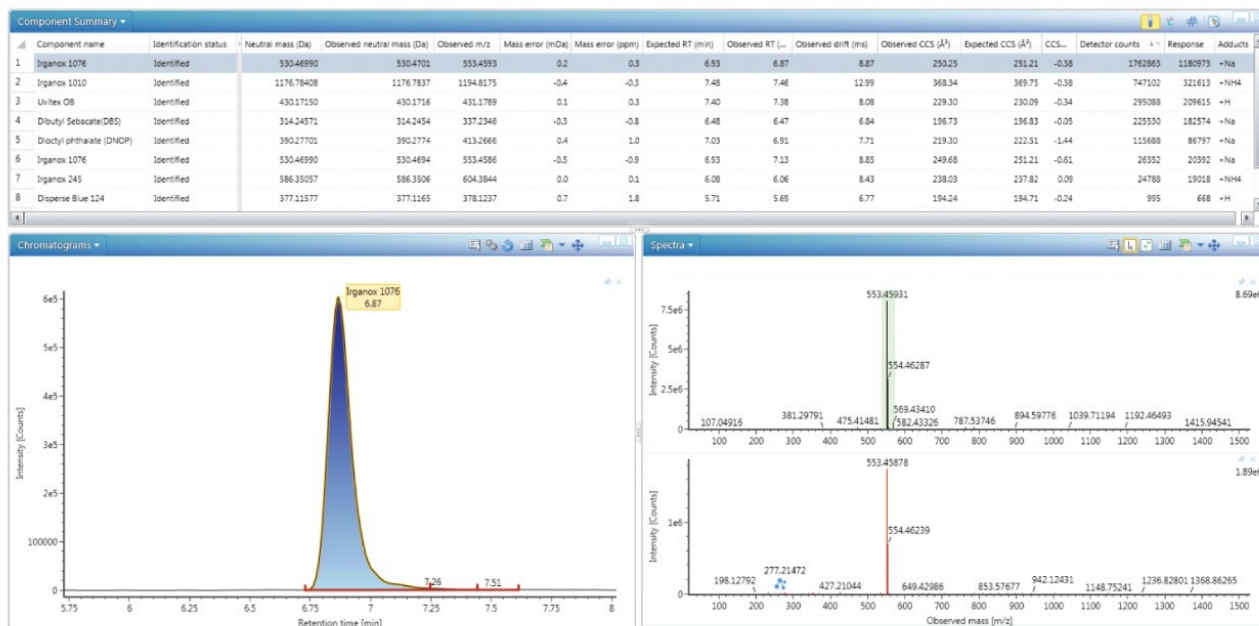 Component Summary
Component name Identification status Neutral mass (Da) Observed neutral mass (Da) Observed m/z Mass error (mDa) Mass error (ppm) Expected RT (min) Observed RT (... Observed drift (ms) Observed CCS (Å²) Expected CCS (Å²) CCS... Detector counts Response Adducts
1 Irganox 1076 Identified 530.46990 530.4701 553.4593 0.2 0.3 6.93 6.87 8.87 250.25 251.21 -0.38 1762863 1180973 +Na
2 Irganox 1010 Identified 1176.78408 1176.7837 1194.8175 -0.4 -0.3 7.48 7.46 12.99 368.34 369.75 -0.38 747102 321613 +NH4
3 Uvitex OB Identified 430.17150 430.1716 431.1789 0.1 0.3 7.40 7.38 8.08 229.30 230.09 -0.34 295088 209615 +H
4 Dibutyl Sebacate(DBS) Identified 314.24571 314.2454 337.2346 -0.3 -0.8 6.48 6.47 6.84 196.73 196.83 -0.05 225530 182574 +Na
5 Dioctyl phthalate (DNOP) Identified 390.27701 390.2774 413.2666 0.4 1.0 7.03 6.91 7.71 219.30 222.51 -1.44 115688 86797 +Na
6 Irganox 1076 Identified 530.46990 530.4694 553.4586 -0.5 -0.9 6.93 7.13 8.85 249.68 251.21 -0.61 26352 20392 +Na
7 Irganox 245 Identified 586.35057 586.3506 604.3844 0.0 0.1 6.08 6.06 8.43 238.03 237.82 0.09 24788 19018 +NH4
8 Disperse Blue 124 Identified 377.11577 377.1165 378.1237 0.7 1.8 5.71 5.69 6.77 194.24 194.71 -0.24 995 668 +H
Chromatograms
Irganox 1076
6.87
6e5
5e5
4e5
3e5
2e5
100000
0
Intensity [Counts]
7.26 7.51
5.75 6 6.25 6.5 6.75 7 7.25 7.5 7.75 8
Retention time [min]
Spectra
553.45931 8.69e6
7.5e6
5e6
2.5e6
0
Intensity [Counts]
554.46287
569.43410
107.04916 381.29791 475.41481 582.43326 787.53746 894.59776 1039.71194 1192.46493 1415.94541
100 200 300 400 500 600 700 800 900 1000 1100 1200 1300 1400 1500
553.45878 1.89e6
1e6
0
Intensity [Counts]
554.46239
277.21472
198.12792 427.21044 649.42986 853.57677 942.12431 1148.75241 1236.82801 1368.86265
100 200 300 400 500 600 700 800 900 1000 1100 1200 1300 1400 1500
Observed mass [m/z]